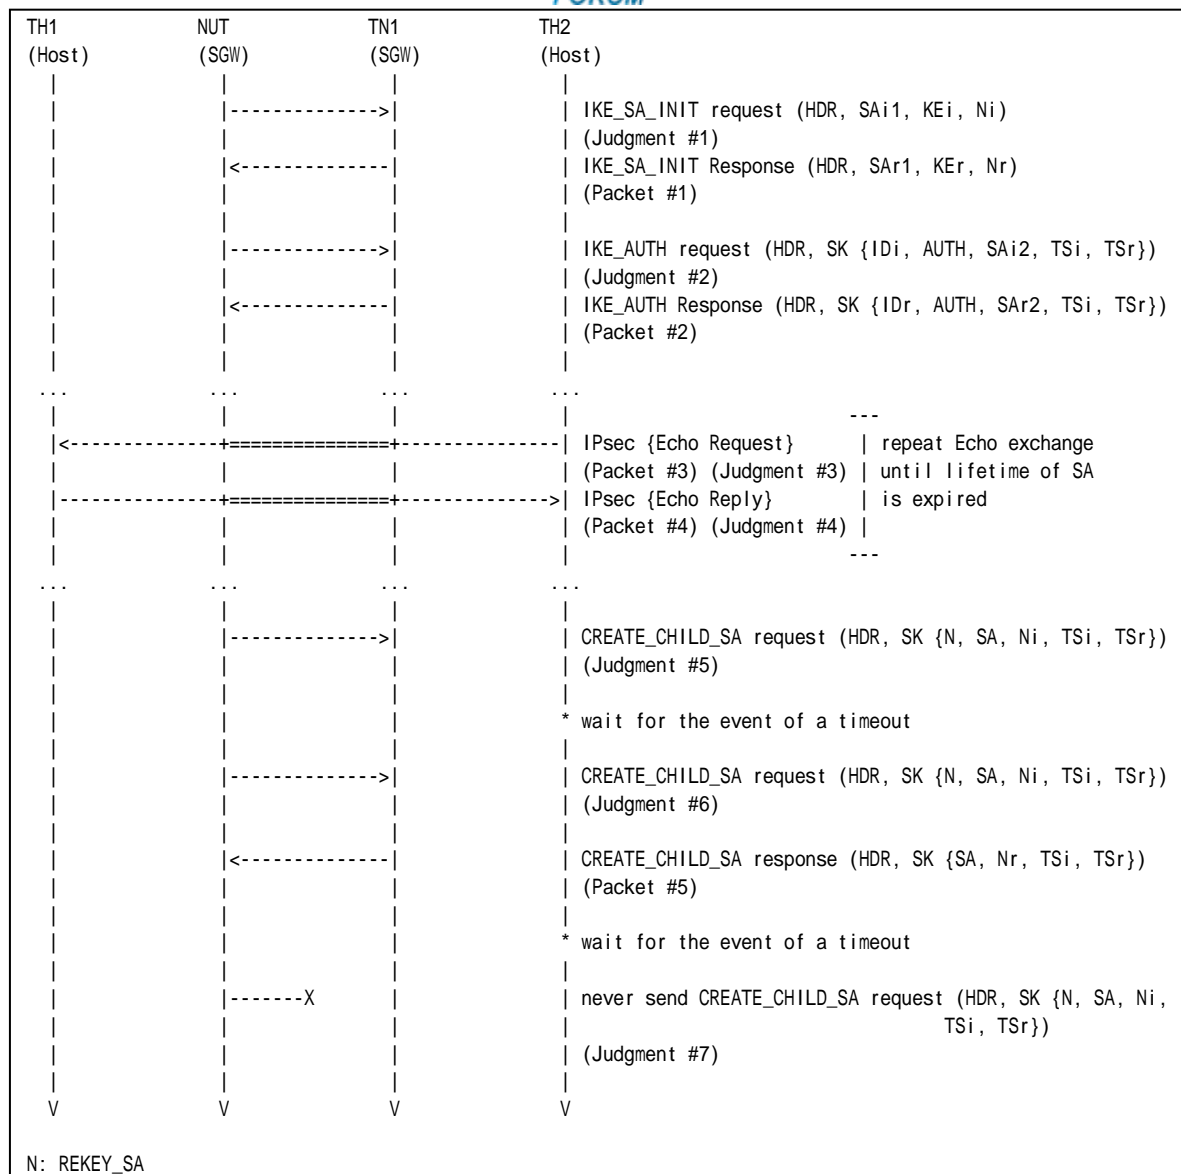 FORUM
TH1 NUT TN1 TH2
(Host) (SGW) (SGW) (Host)
| | | |
| |-------------->| | IKE_SA_INIT request (HDR, SAi1, KEi, Ni)
| | | | (Judgment #1)
| |<--------------| | IKE_SA_INIT Response (HDR, SAr1, KEr, Nr)
| | | | (Packet #1)
| | | |
| |-------------->| | IKE_AUTH request (HDR, SK {IDi, AUTH, SAi2, TSi, TSr})
| | | | (Judgment #2)
| |<--------------| | IKE_AUTH Response (HDR, SK {IDr, AUTH, SAr2, TSi, TSr})
| | | | (Packet #2)
| | | |
... ... ... ...
| | | | ---
|<--------------+===============+---------------| IPsec {Echo Request} | repeat Echo exchange
| | | | (Packet #3) (Judgment #3) | until lifetime of SA
|---------------+===============+-------------->| IPsec {Echo Reply} | is expired
| | | | (Packet #4) (Judgment #4) |
| | | | ---
... ... ... ...
| | | |
| |-------------->| | CREATE_CHILD_SA request (HDR, SK {N, SA, Ni, TSi, TSr})
| | | | (Judgment #5)
| | | |
| | | * wait for the event of a timeout
| | | |
| |-------------->| | CREATE_CHILD_SA request (HDR, SK {N, SA, Ni, TSi, TSr})
| | | | (Judgment #6)
| | | |
| |<--------------| | CREATE_CHILD_SA response (HDR, SK {SA, Nr, TSi, TSr})
| | | | (Packet #5)
| | | |
| | | * wait for the event of a timeout
| | | |
| |-------X | | never send CREATE_CHILD_SA request (HDR, SK {N, SA, Ni,
| | | | TSi, TSr})
| | | | (Judgment #7)
| | | |
V V V V
N: REKEY_SA